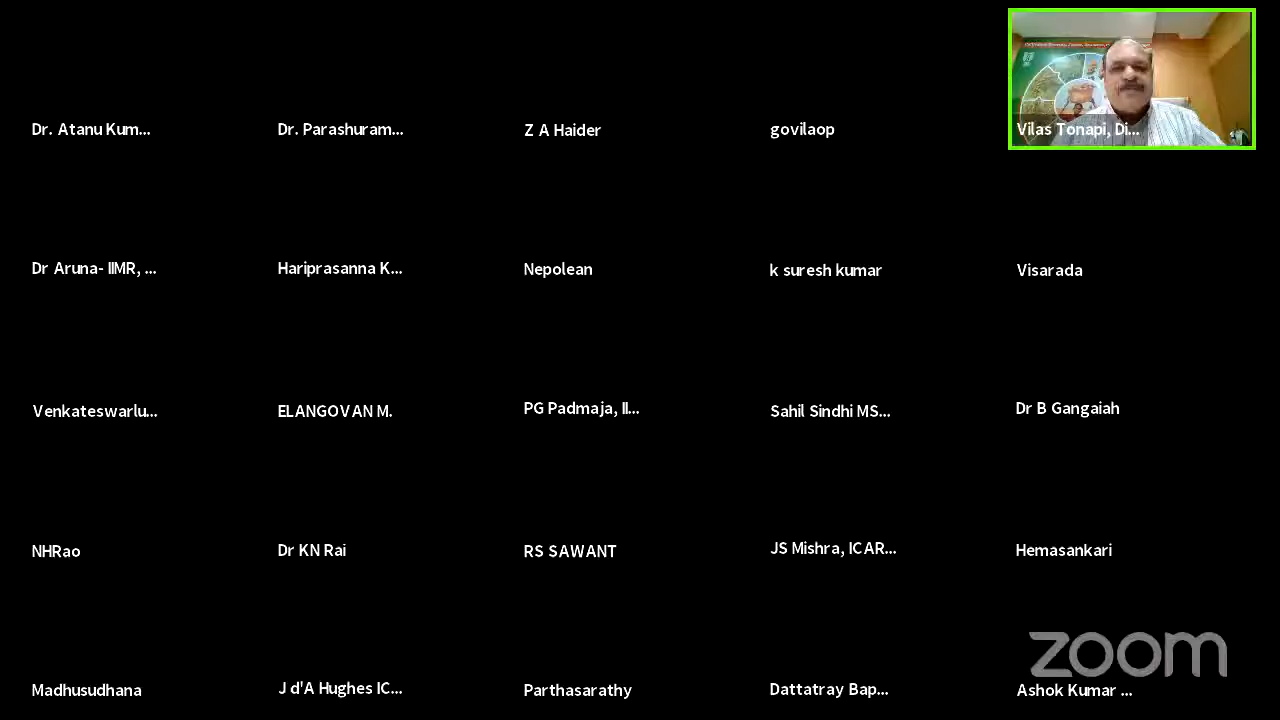 Dr. Atanu Kum...
Dr. Parashuram...
Z A Haider
govilaop
Vilas Tonapi, Di...
Dr Aruna- IIMR, ...
Hariprasanna K...
Nepolean
k suresh kumar
Visarada
Venkateswarlu...
ELANGOVAN M.
PG Padmaja, II...
Sahil Sindhi MS...
Dr B Gangaiah
NHRao
Dr KN Rai
RS SAWANT
JS Mishra, ICAR...
Hemasankari
Madhusudhana
J d'A Hughes IC...
Parthasarathy
Dattatray Bap...
Ashok Kumar ...
zoom